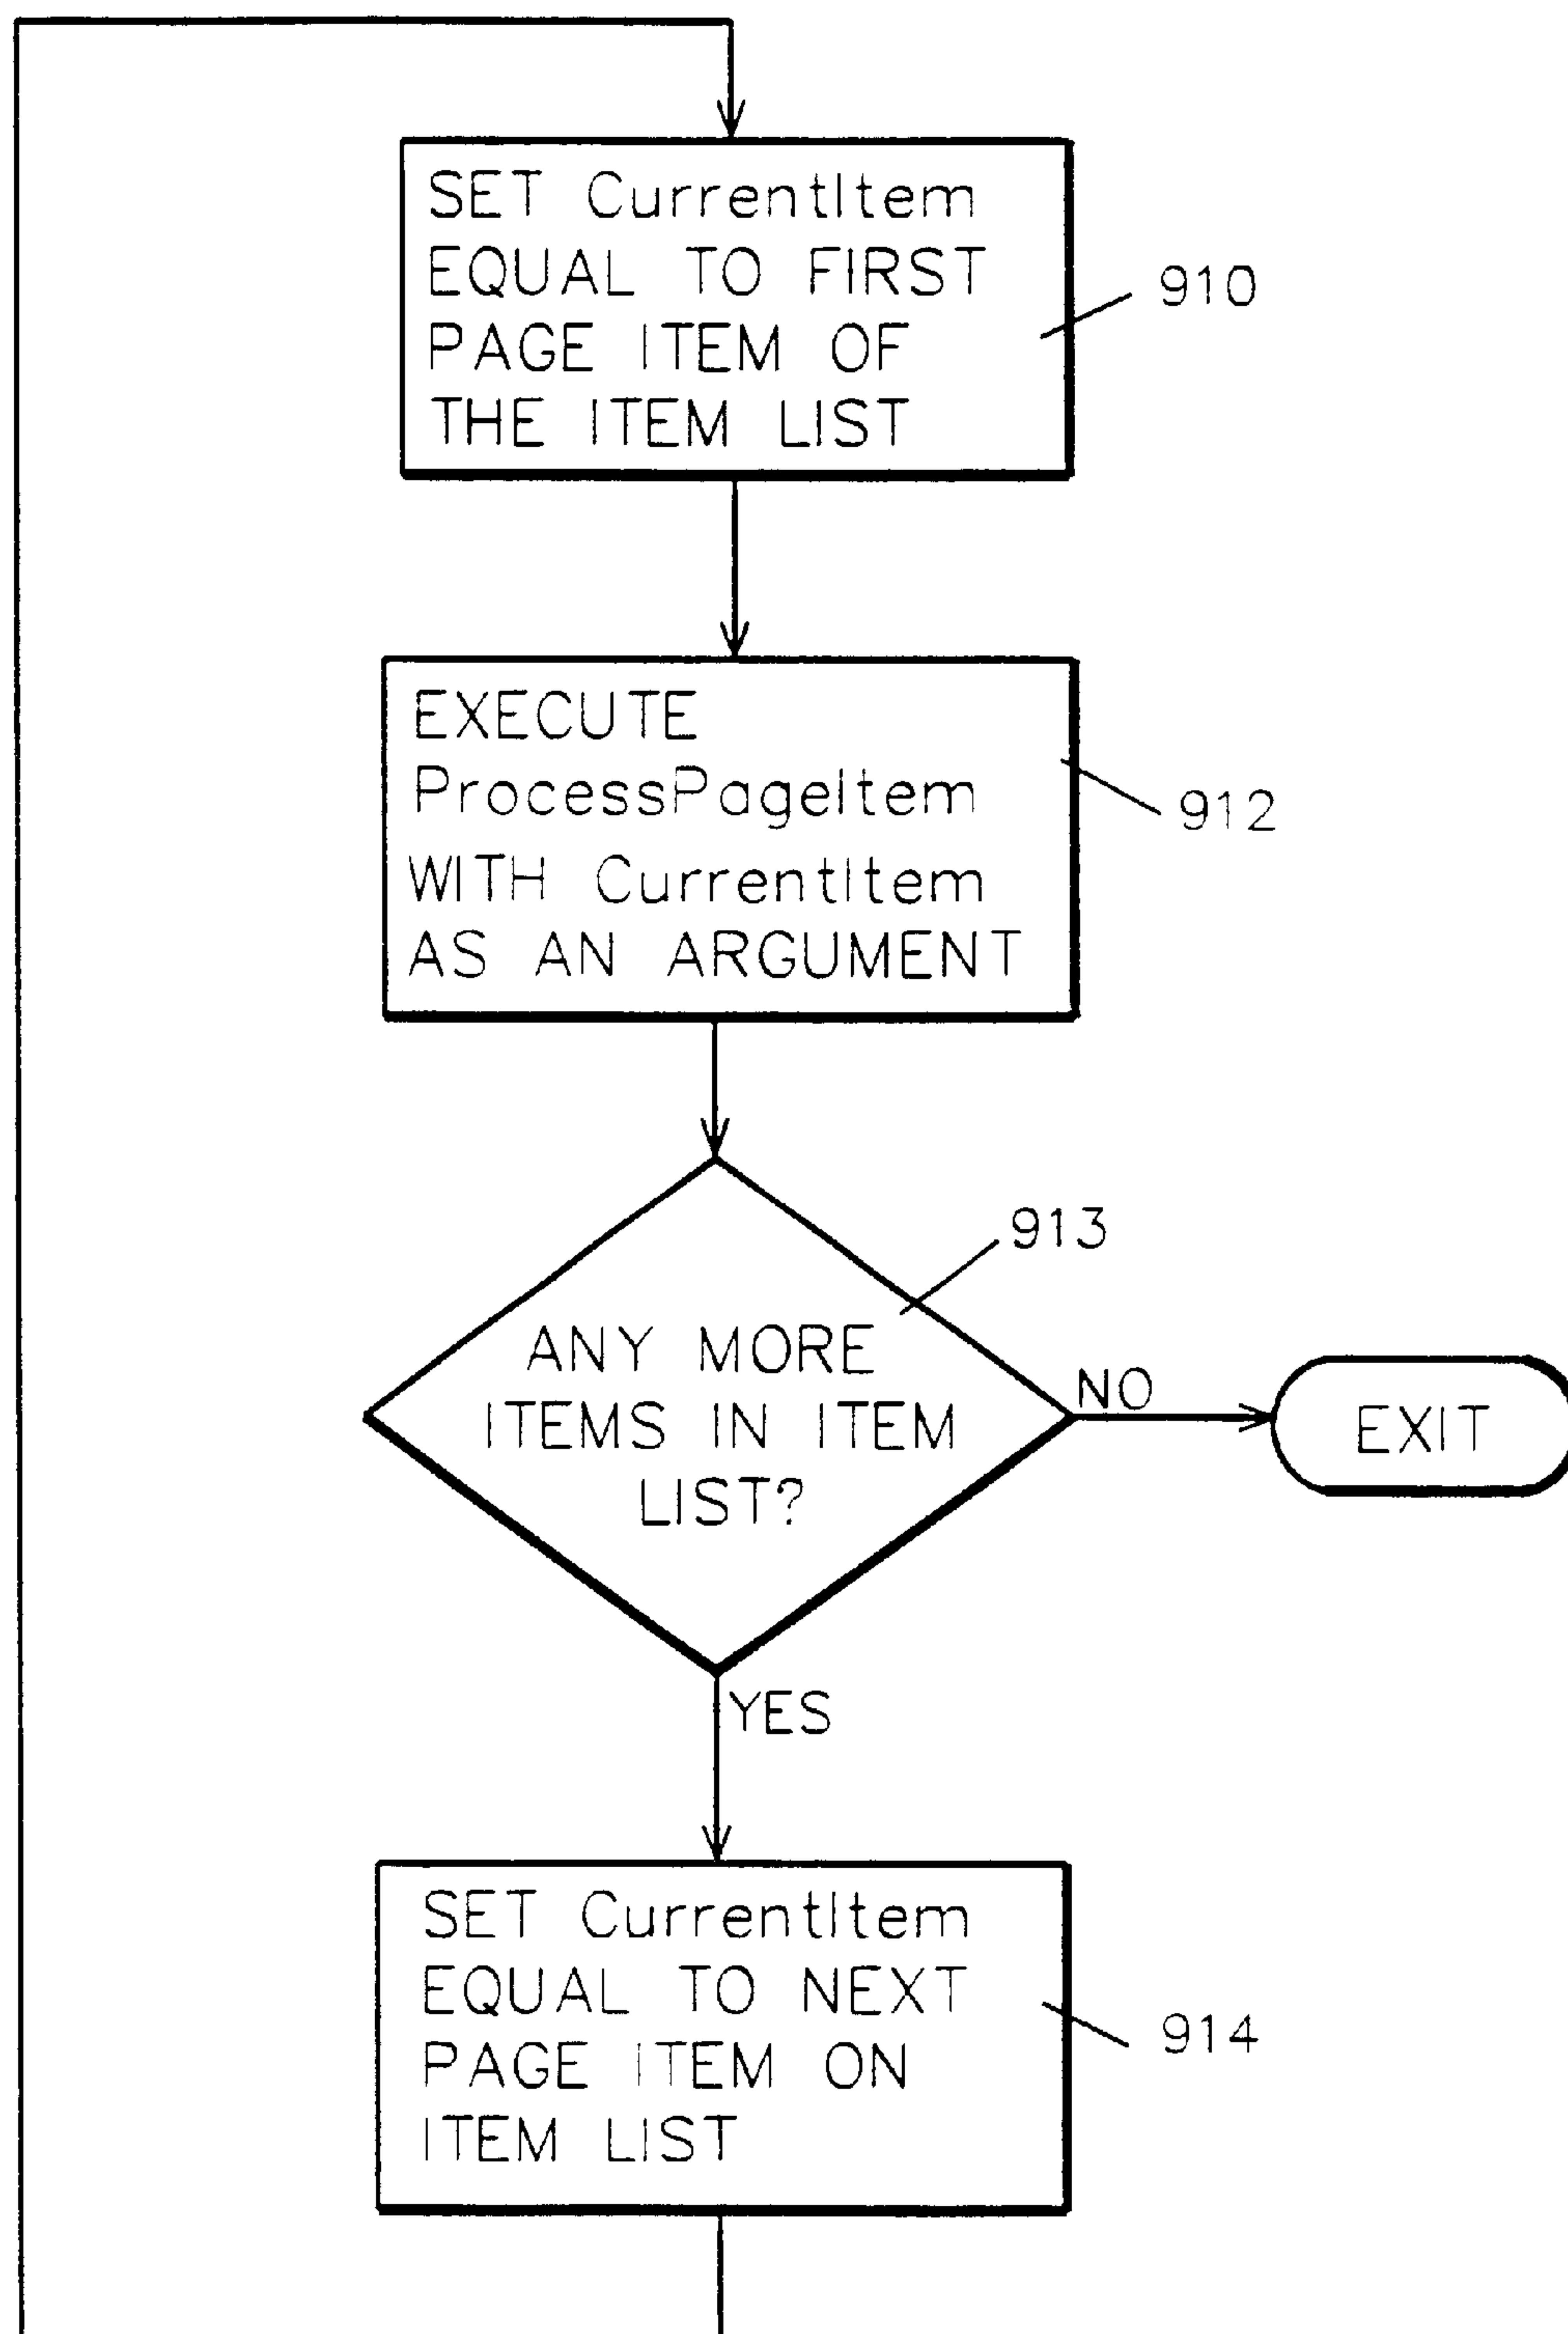 SET CurrentItem
EQUAL TO FIRST
PAGE ITEM OF
THE ITEM LIST
910
EXECUTE
ProcessPageItem
WITH CurrentItem
AS AN ARGUMENT
912
913
ANY MORE
ITEMS IN ITEM
LIST?
NO
EXIT
YES
SET CurrentItem
EQUAL TO NEXT
PAGE ITEM ON
ITEM LIST
914